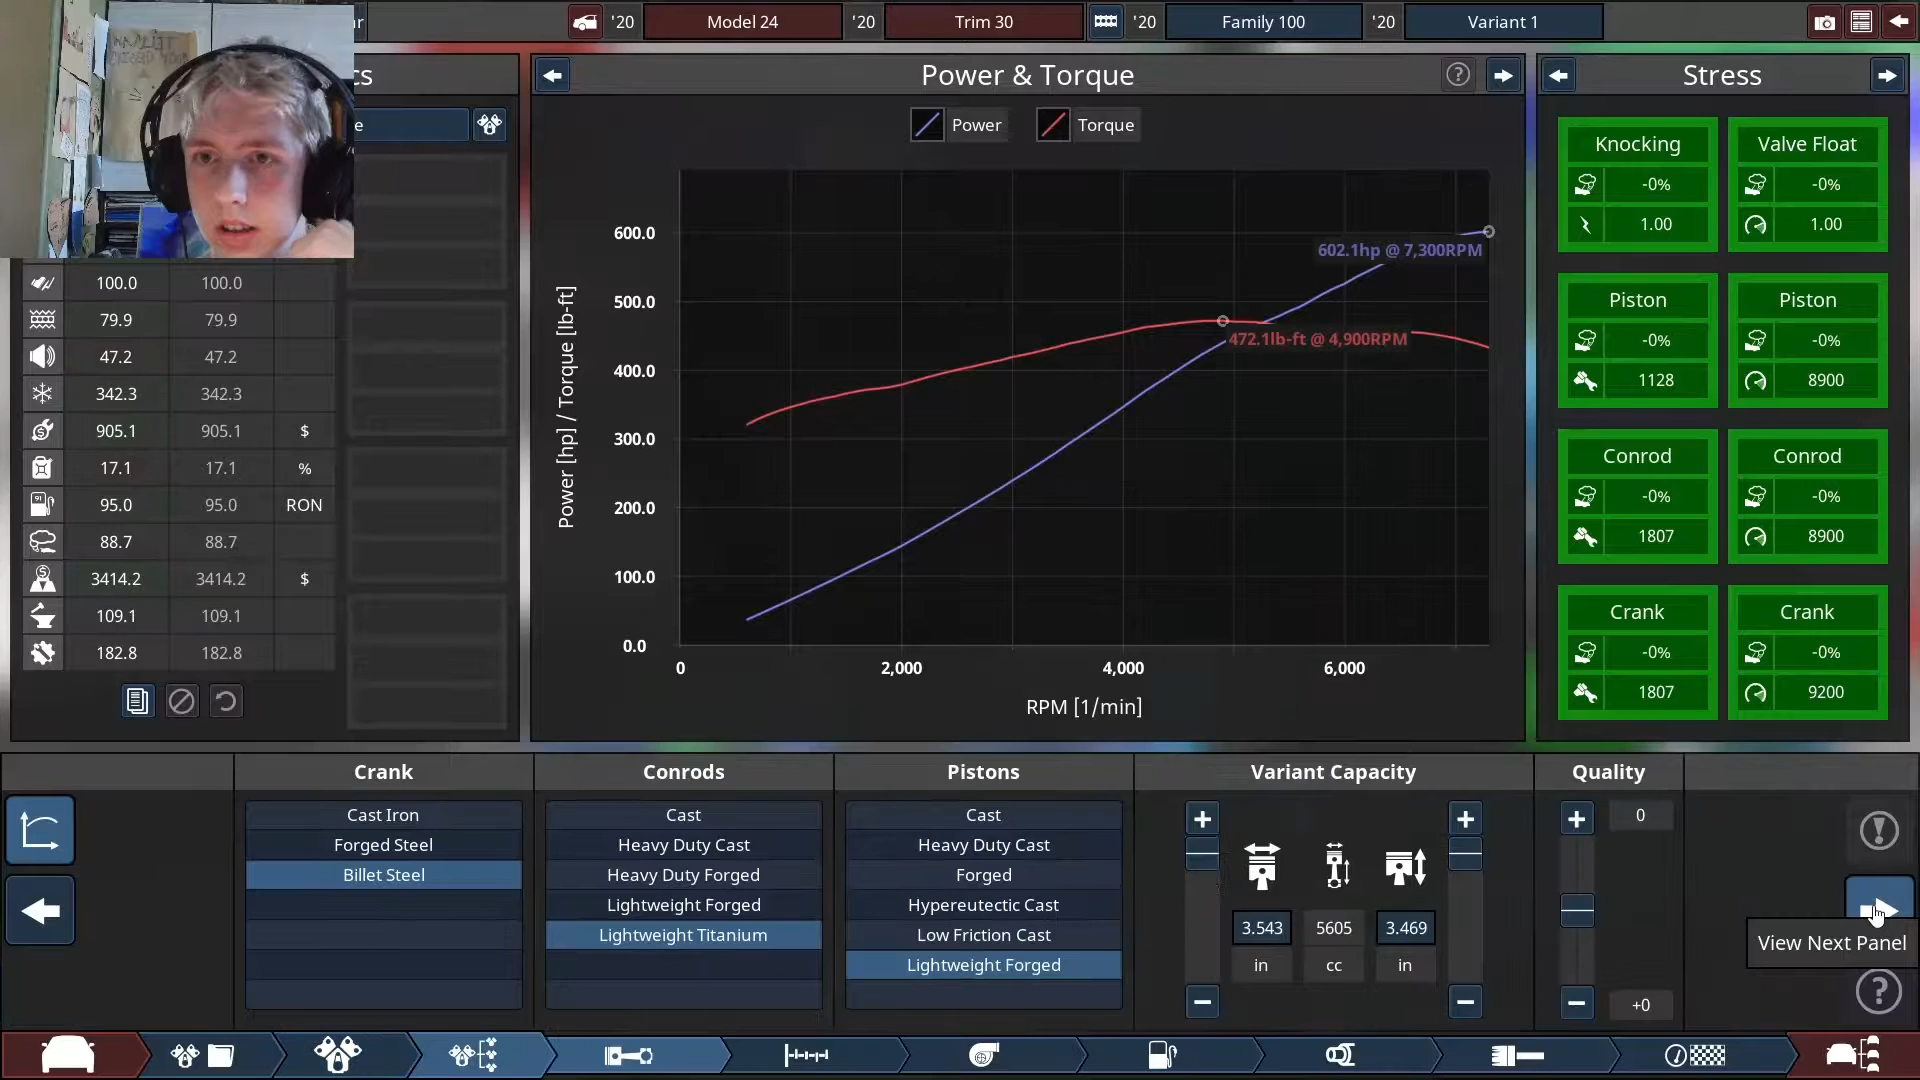 '20
Model 24
'20
Trim 30
'20
Family 100
'20
Variant 1
cs
Power & Torque
Stress
e
Power
Torque
Knocking
-0%
1.00
Valve Float
-0%
1.00
Piston
-0%
1128
Piston
-0%
8900
Conrod
-0%
1807
Conrod
-0%
8900
Crank
-0%
1807
Crank
-0%
9200
100.0 100.0
79.9 79.9
47.2 47.2
342.3 342.3
905.1 905.1 $
17.1 17.1 %
95.0 95.0 RON
88.7 88.7
3414.2 3414.2 $
109.1 109.1
182.8 182.8
Power [hp] / Torque [lb-ft]
600.0
500.0
400.0
300.0
200.0
100.0
0.0
602.1hp @ 7,300RPM
472.1lb-ft @ 4,900RPM
0 2,000 4,000 6,000
RPM [1/min]
Crank
Cast Iron
Forged Steel
Billet Steel
Conrods
Cast
Heavy Duty Cast
Heavy Duty Forged
Lightweight Forged
Lightweight Titanium
Pistons
Cast
Heavy Duty Cast
Forged
Hypereutectic Cast
Low Friction Cast
Lightweight Forged
Variant Capacity
3.543 5605 3.469
in cc in
Quality
0
+0
View Next Panel